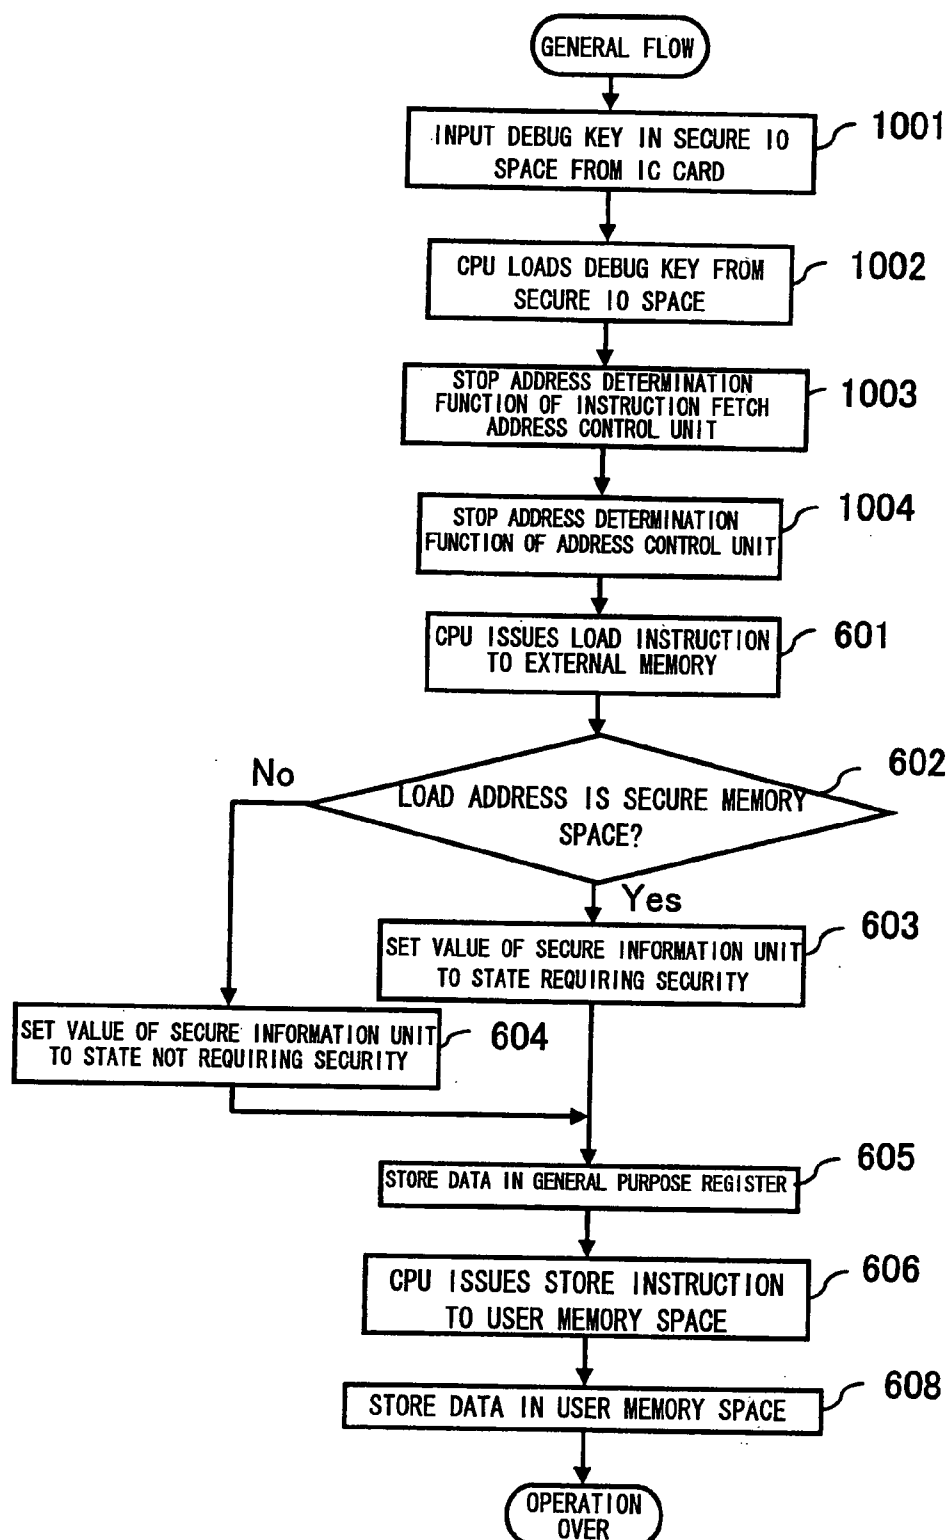 GENERAL FLOW
INPUT DEBUG KEY IN SECURE IO
SPACE FROM IC CARD
1001
CPU LOADS DEBUG KEY FROM
SECURE IO SPACE
1002
STOP ADDRESS DETERMINATION
FUNCTION OF INSTRUCTION FETCH
ADDRESS CONTROL UNIT
1003
STOP ADDRESS DETERMINATION
FUNCTION OF ADDRESS CONTROL UNIT
1004
CPU ISSUES LOAD INSTRUCTION
TO EXTERNAL MEMORY
601
LOAD ADDRESS IS SECURE MEMORY
SPACE?
602
No
Yes
SET VALUE OF SECURE INFORMATION UNIT
TO STATE REQUIRING SECURITY
603
SET VALUE OF SECURE INFORMATION UNIT
TO STATE NOT REQUIRING SECURITY
604
STORE DATA IN GENERAL PURPOSE REGISTER
605
CPU ISSUES STORE INSTRUCTION
TO USER MEMORY SPACE
606
STORE DATA IN USER MEMORY SPACE
608
OPERATION
OVER